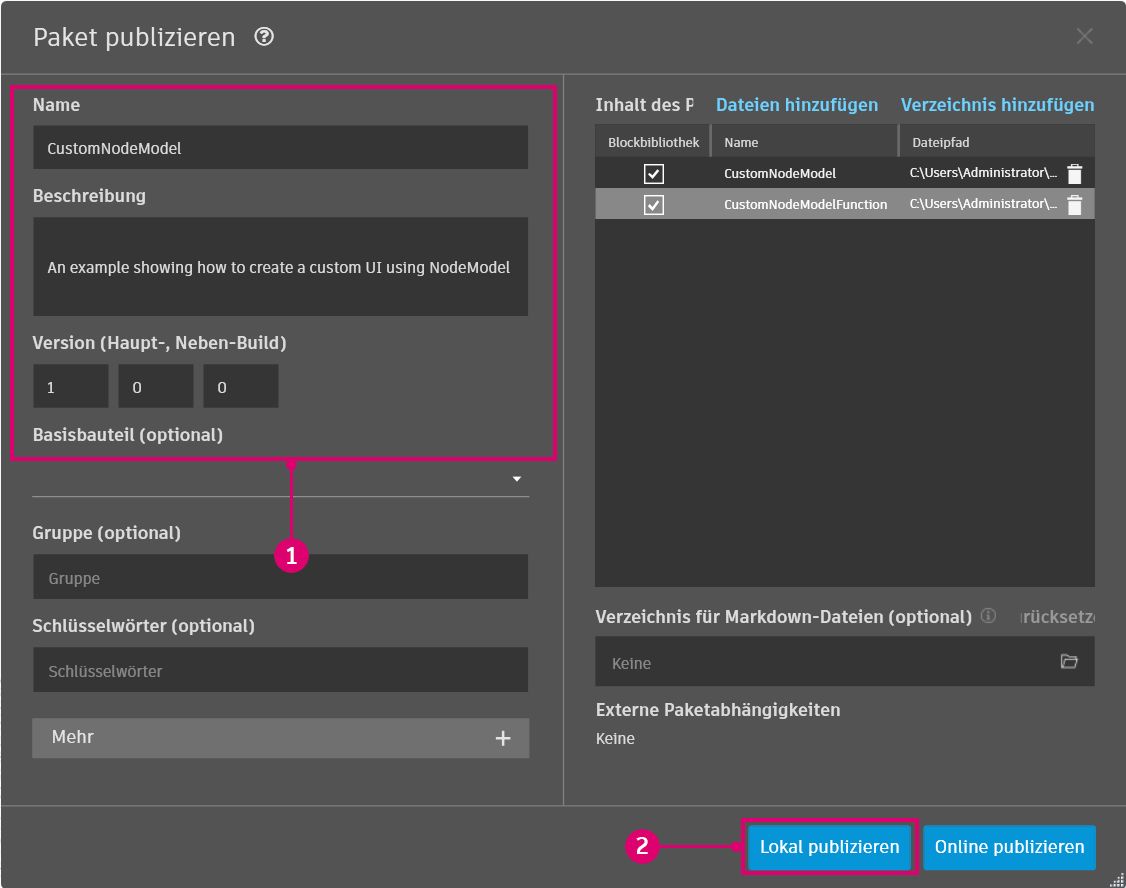 Paket publizieren
Name
CustomNodeModel
Beschreibung
An example showing how to create a custom UI using NodeModel
Version (Haupt-, Neben-Build)
1 0 0
Basisbauteil (optional)
1
Gruppe (optional)
Gruppe
Schlüsselwörter (optional)
Schlüsselwörter
Mehr
Inhalt des P Dateien hinzufügen Verzeichnis hinzufügen
Blockbibliothek Name Dateipfad
CustomNodeModel C:\Users\Administrator\...
CustomNodeModelFunction C:\Users\Administrator\...
Verzeichnis für Markdown-Dateien (optional) rücksetz
Keine
Externe Paketabhängigkeiten
Keine
2 Lokal publizieren Online publizieren